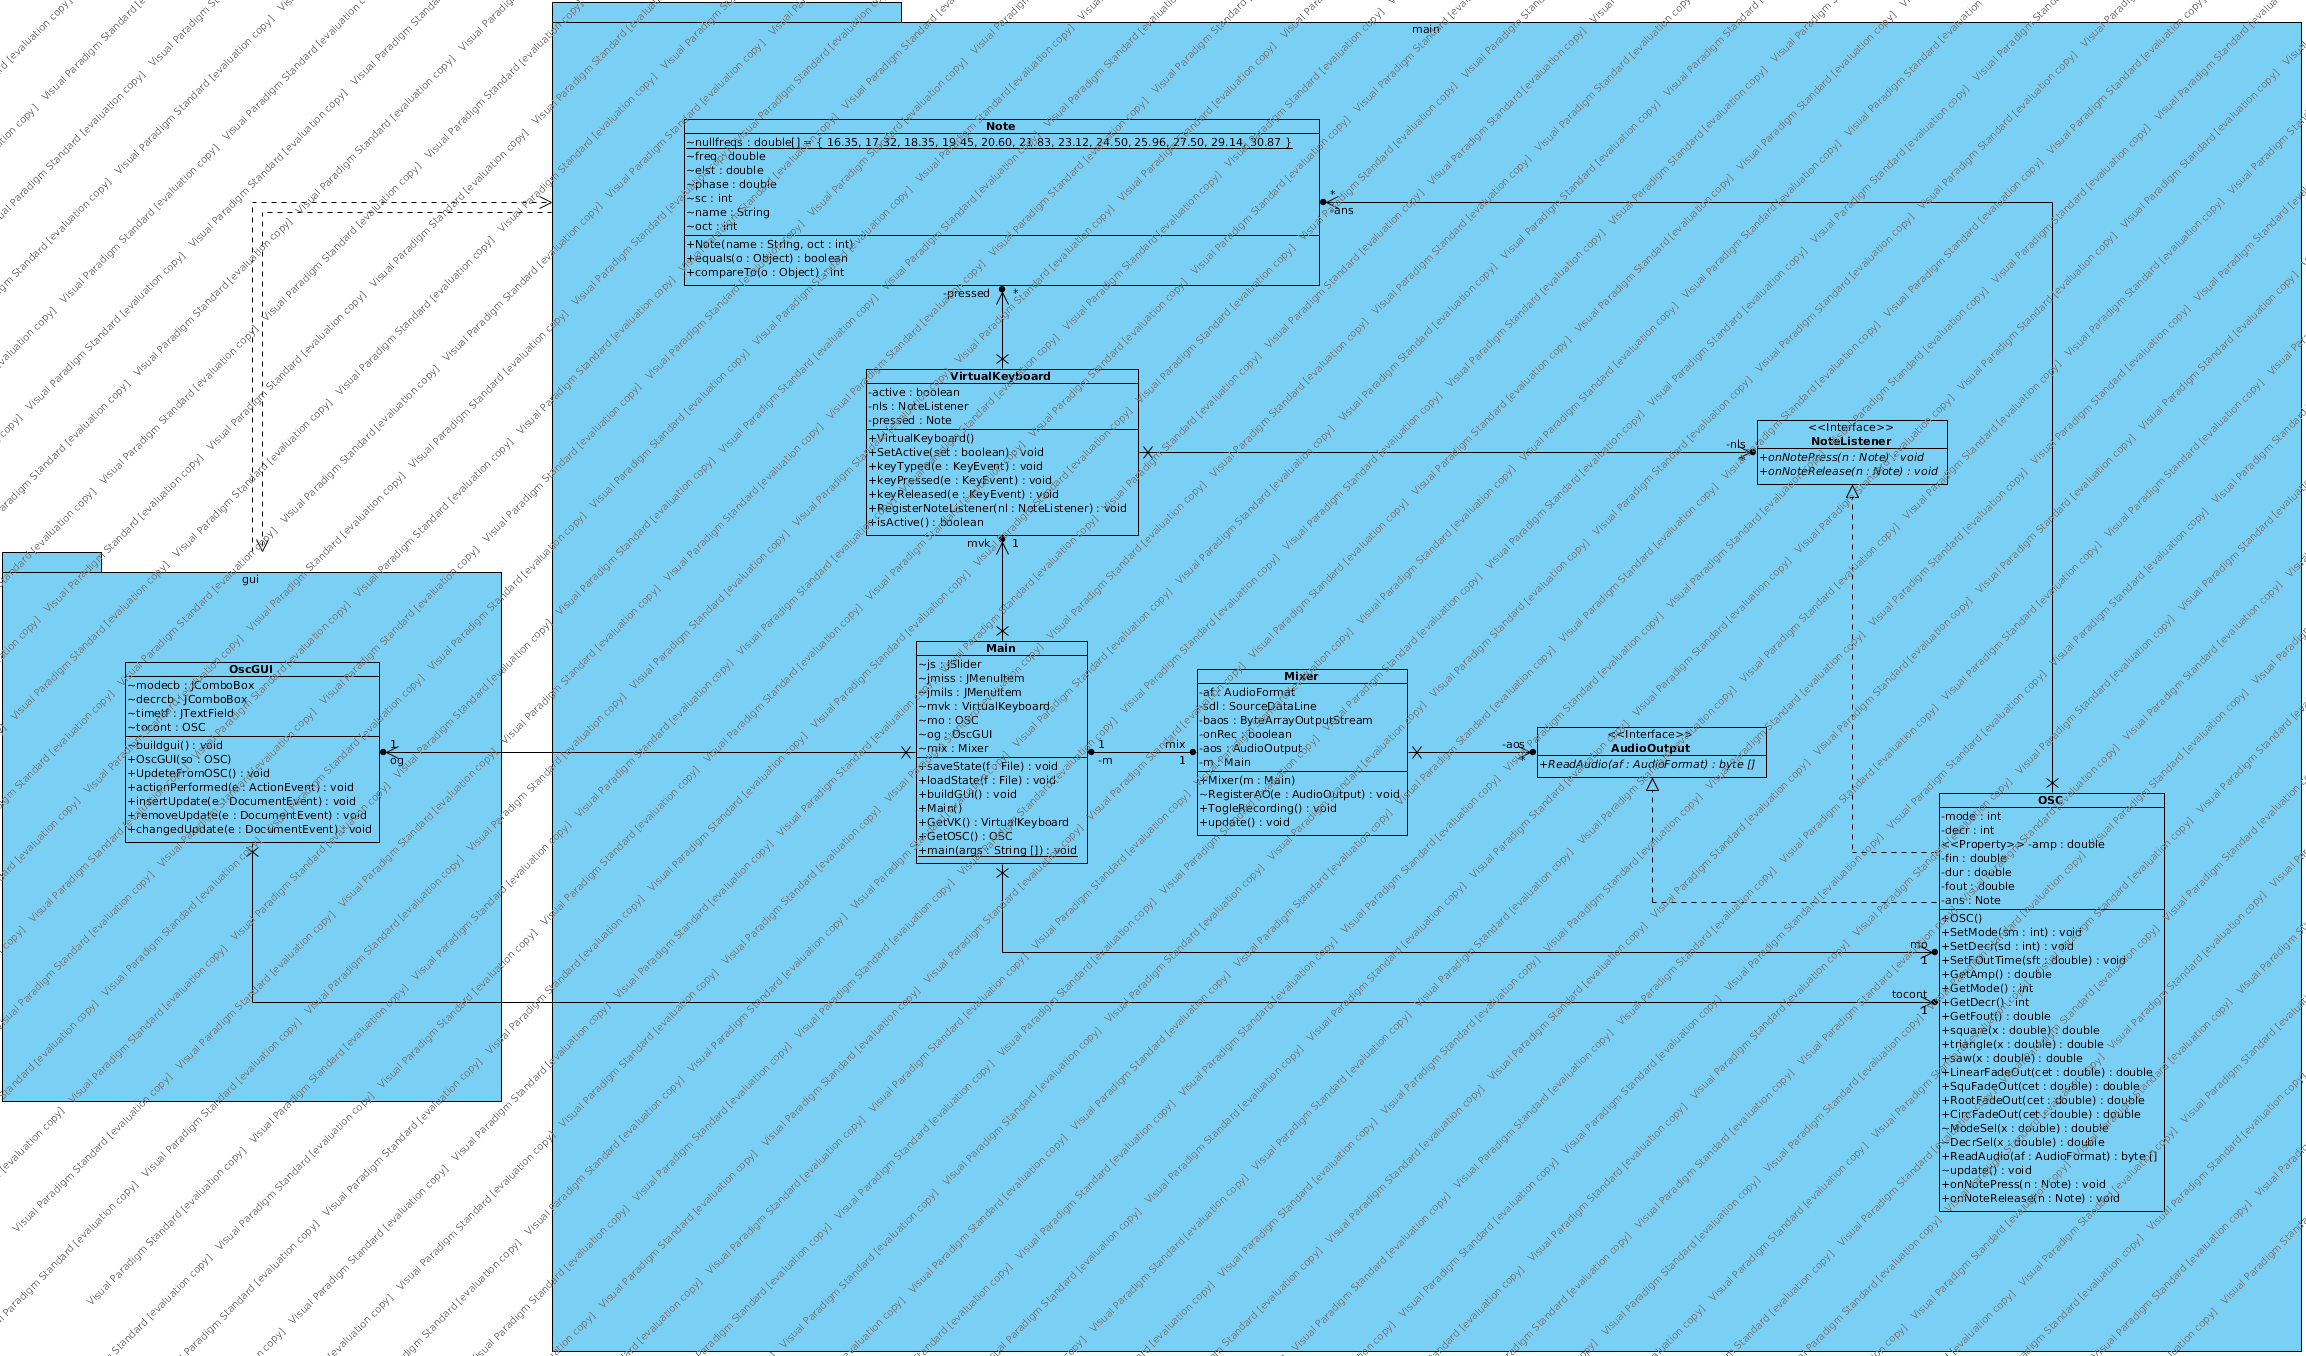 main
Note
~nullfreqs : double[] = { 16.35, 17.32, 18.35, 19.45, 20.60, 21.83, 23.12, 24.50, 25.96, 27.50, 29.14, 30.87 }
~freq : double
~elst : double
~phase : double
~sc : int
~name : String
~oct : int
+Note(name : String, oct : int)
+equals(o : Object) : boolean
+compareTo(o : Object) : int
*
-ans
-pressed
*
VirtualKeyboard
-active : boolean
-nls : NoteListener
-pressed : Note
+VirtualKeyboard()
+SetActive(set : boolean) : void
+keyTyped(e : KeyEvent) : void
+keyPressed(e : KeyEvent) : void
+keyReleased(e : KeyEvent) : void
+RegisterNoteListener(nl : NoteListener) : void
+isActive() : boolean
-nls
*
<<Interface>>
NoteListener
+onNotePress(n : Note) : void
+onNoteRelease(n : Note) : void
mvk
1
gui
OscGUI
~modecb : JComboBox
~decrcb : JComboBox
~timetf : JTextField
~tocont : OSC
~buildgui() : void
+OscGUI(so : OSC)
+UpdeteFromOSC() : void
+actionPerformed(e : ActionEvent) : void
+insertUpdate(e : DocumentEvent) : void
+removeUpdate(e : DocumentEvent) : void
+changedUpdate(e : DocumentEvent) : void
1
og
Main
~js : JSlider
~jmiss : JMenuItem
~jmils : JMenuItem
~mvk : VirtualKeyboard
~mo : OSC
~og : OscGUI
~mix : Mixer
+saveState(f : File) : void
+loadState(f : File) : void
+buildGui() : void
+Main()
+GetVK() : VirtualKeyboard
+GetOSC() : OSC
+main(args : String []) : void
1
-m
mix
1
Mixer
-af : AudioFormat
-sdl : SourceDataLine
-baos : ByteArrayOutputStream
-onRec : boolean
-aos : AudioOutput
-m : Main
+Mixer(m : Main)
~RegisterAO(e : AudioOutput) : void
+TogleRecording() : void
+update() : void
-aos
*
<<Interface>>
AudioOutput
+ReadAudio(af : AudioFormat) : byte []
OSC
-mode : int
-decr : int
<<Property>> -amp : double
-fin : double
-dur : double
-fout : double
-ans : Note
+OSC()
+SetMode(sm : int) : void
+SetDecr(sd : int) : void
+SetFOutTime(sft : double) : void
+GetAmp() : double
+GetMode() : int
+GetDecr() : int
+GetFout() : double
+square(x : double) : double
+triangle(x : double) : double
+saw(x : double) : double
+LinearFadeOut(cet : double) : double
+SquFadeOut(cet : double) : double
+RootFadeOut(cet : double) : double
+CircFadeOut(cet : double) : double
~ModeSel(x : double) : double
~DecrSel(x : double) : double
+ReadAudio(af : AudioFormat) : byte []
~update() : void
+onNotePress(n : Note) : void
+onNoteRelease(n : Note) : void
mo
1
tocont
1
Visual Paradigm Standard [evaluation copy]